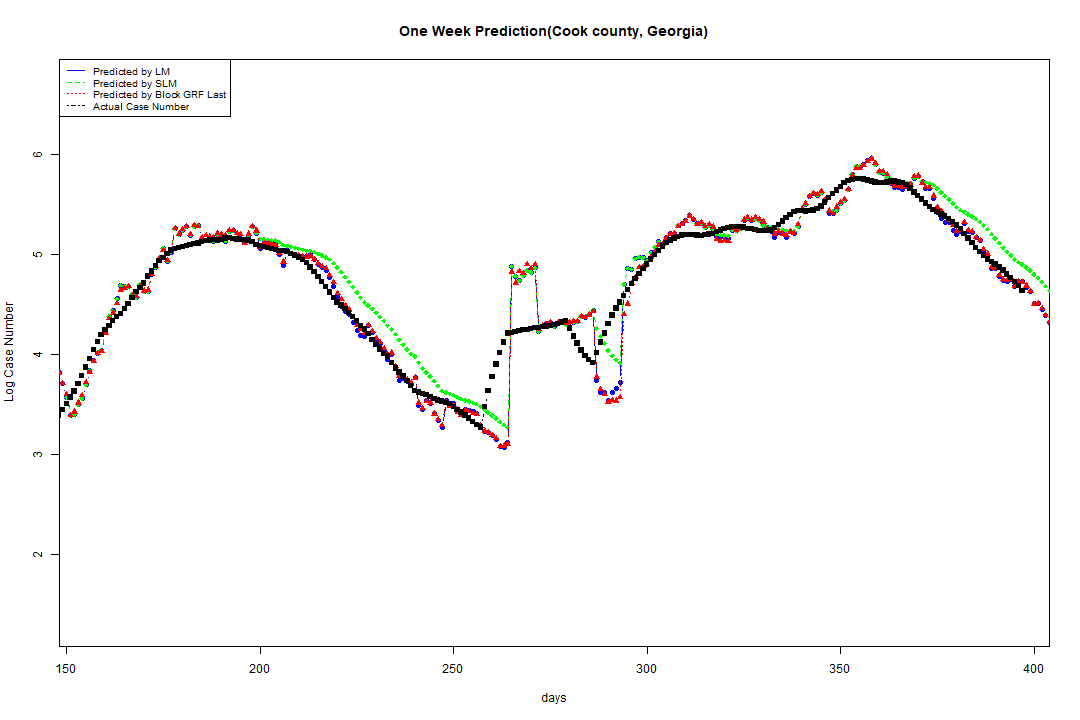 One Week Prediction(Cook county, Georgia)
Predicted by LM
Predicted by SLM
Predicted by Block GRF Last
Actual Case Number
6
5
4
3
2
Log Case Number
150 200 250 300 350 400
days